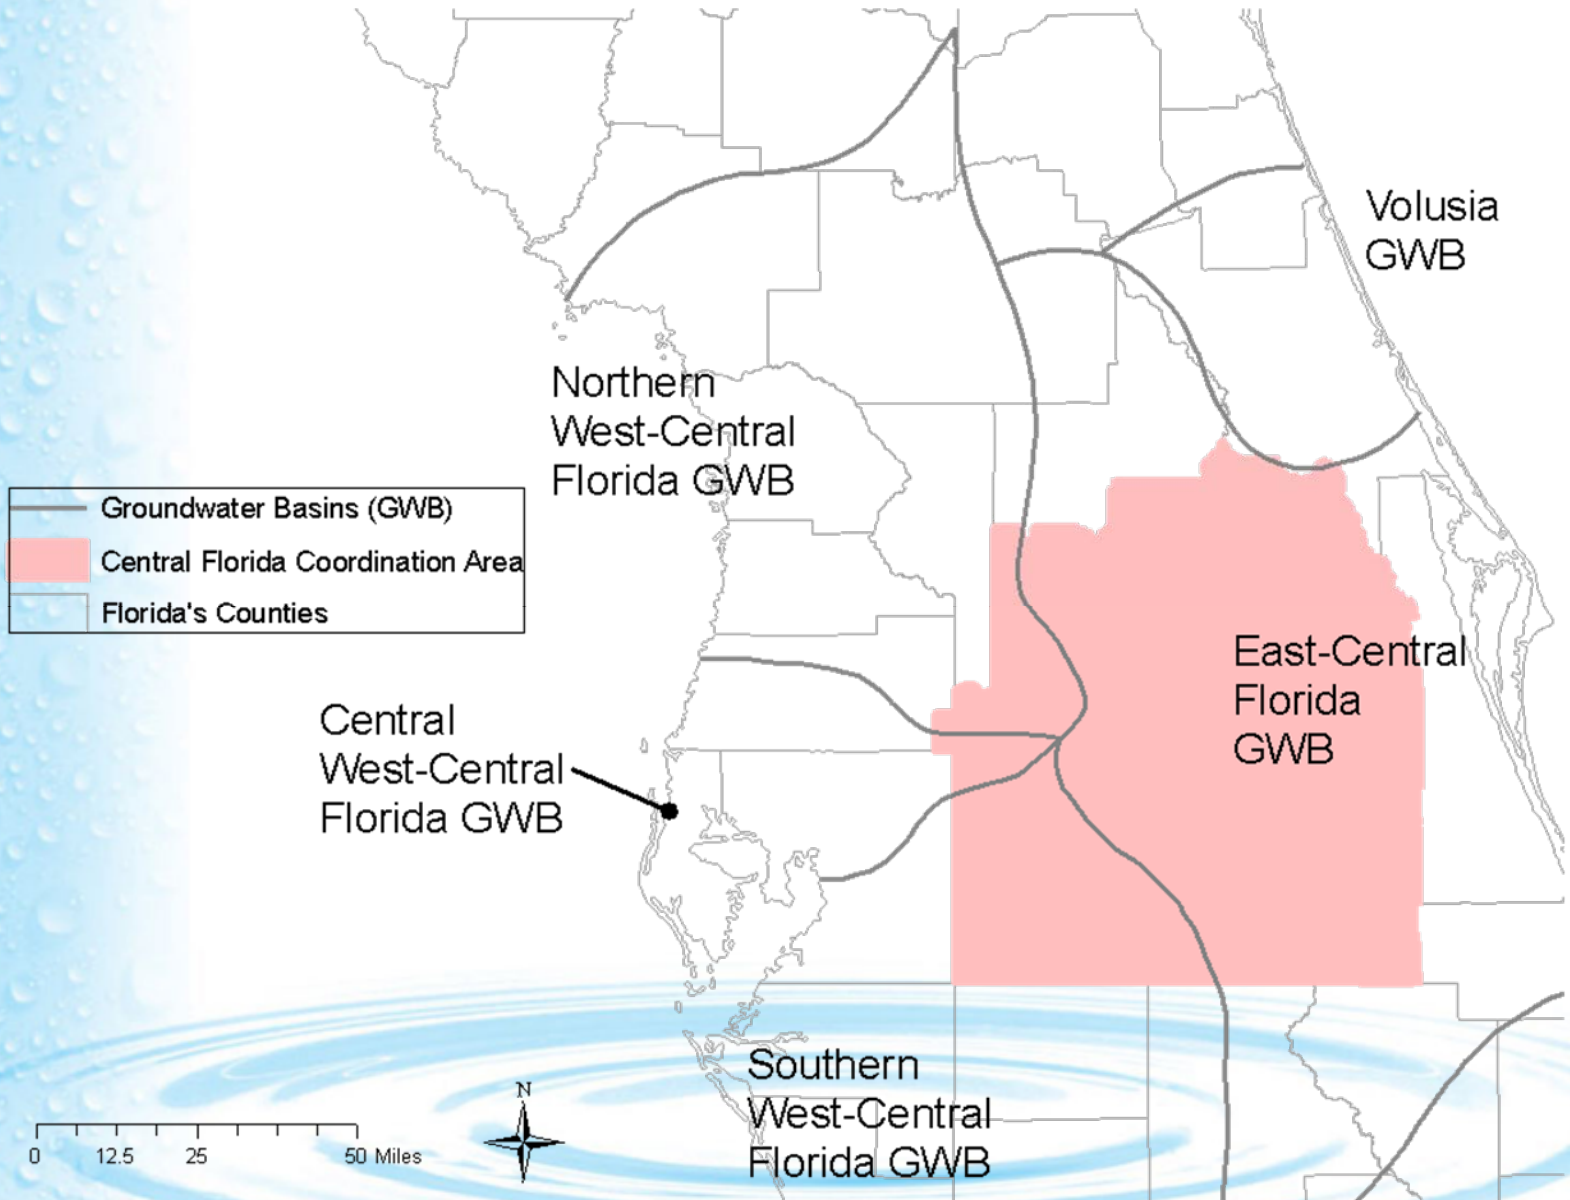 Volusia
GWB
Northern
West-Central
Florida GWB
Groundwater Basins (GWB)
Central Florida Coordination Area
Florida's Counties
East-Central
Florida
GWB
Central
West-Central
Florida GWB
Southern
West-Central
Florida GWB
N
0 12.5 25 50 Miles